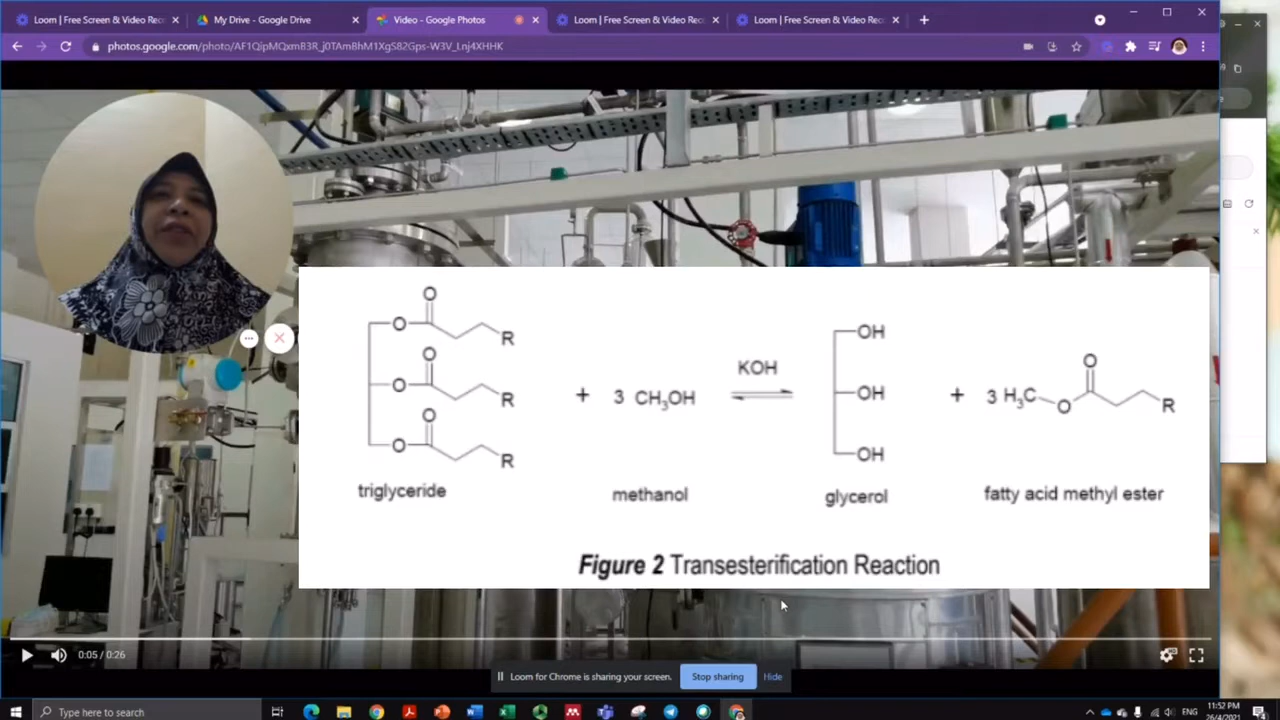 Loom | Free Screen & Video Rec
My Drive - Google Drive
Video - Google Photos
Loom | Free Screen & Video Rec
Loom | Free Screen & Video Rec
photos.google.com/photo/AF1QipMQxmB3R_j0TAmBhM1XgS82Gps-W3V_Lnj4XHHK
O
O R
O
O R
O
O R
triglyceride
+
3 CH3OH
methanol
KOH
OH
OH
OH
glycerol
+
O
3 H3C O R
fatty acid methyl ester
Figure 2 Transesterification Reaction
0:05 / 0:26
Loom for Chrome is sharing your screen.
Stop sharing
Hide
Type here to search
ENG
11:52 PM
26/4/2021